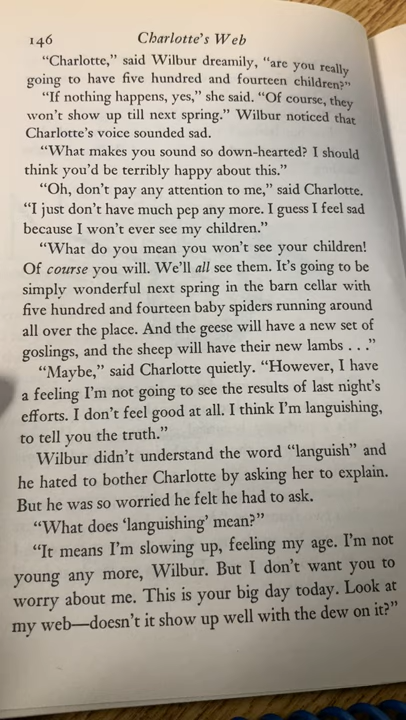 146 Charlotte's Web
“Charlotte,” said Wilbur dreamily, “are you really
going to have five hundred and fourteen children?”
“If nothing happens, yes,” she said. “Of course, they
won't show up till next spring.” Wilbur noticed that
Charlotte's voice sounded sad.
“What makes you sound so down-hearted? I should
think you'd be terribly happy about this.”
“Oh, don't pay any attention to me,” said Charlotte.
“I just don't have much pep any more. I guess I feel sad
because I won't ever see my children.”
“What do you mean you won't see your children!
Of course you will. We'll all see them. It's going to be
simply wonderful next spring in the barn cellar with
five hundred and fourteen baby spiders running around
all over the place. And the geese will have a new set of
goslings, and the sheep will have their new lambs . . .”
“Maybe,” said Charlotte quietly. “However, I have
a feeling I'm not going to see the results of last night's
efforts. I don't feel good at all. I think I'm languishing,
to tell you the truth.”
Wilbur didn't understand the word “languish” and
he hated to bother Charlotte by asking her to explain.
But he was so worried he felt he had to ask.
“What does ‘languishing’ mean?”
“It means I'm slowing up, feeling my age. I'm not
young any more, Wilbur. But I don't want you to
worry about me. This is your big day today. Look at
my web—doesn't it show up well with the dew on it?”